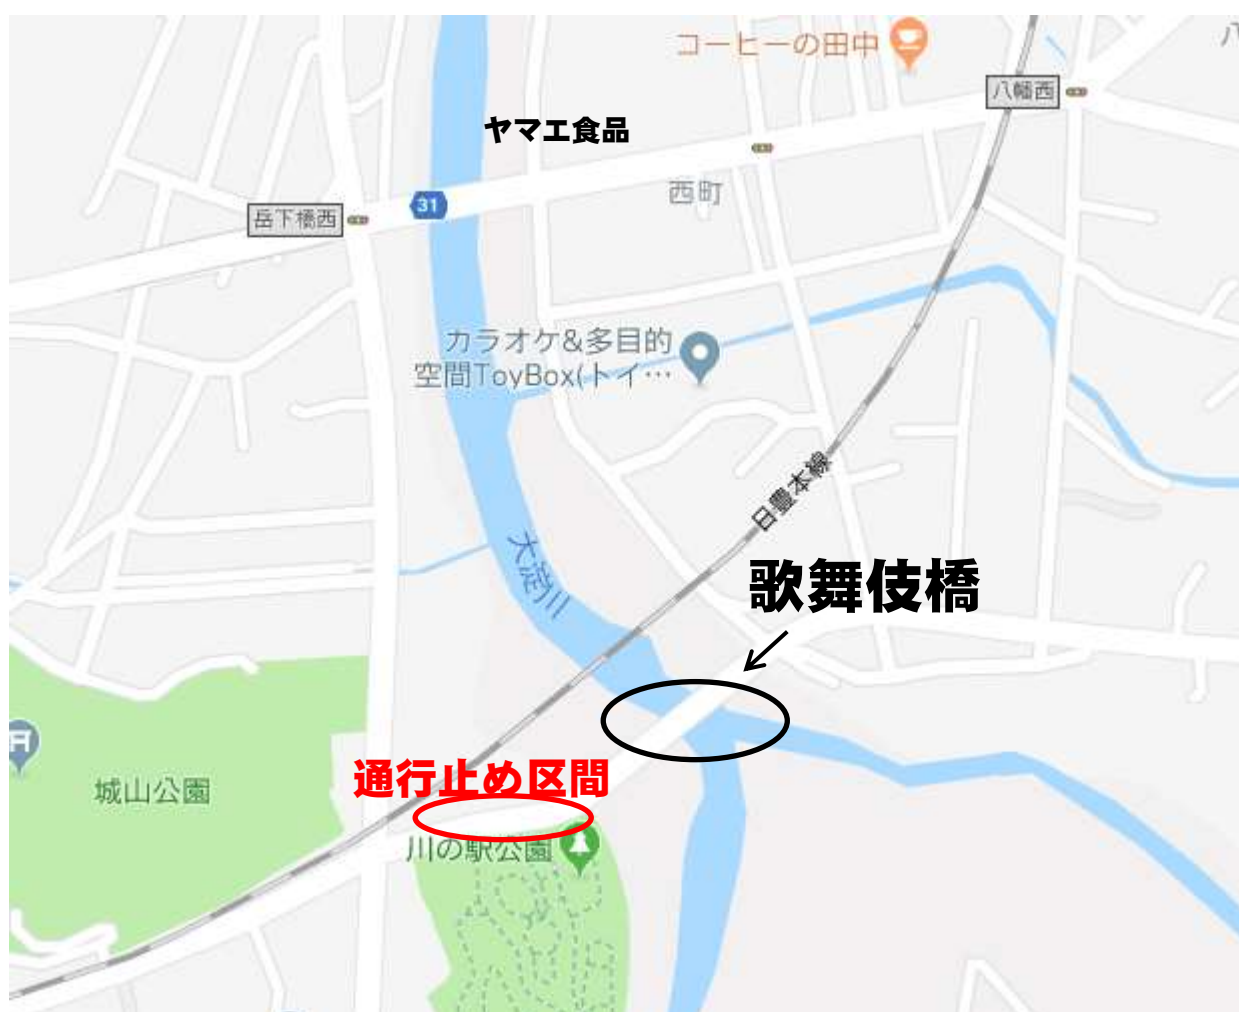 コーヒーの田中
八
八幡西
ヤマエ食品
西町
31
岳下橋西
カラオケ&多目的
空間ToyBox(トイ…
日豊本線
大淀川
歌舞伎橋
通行止め区間
城山公園
川の駅公園